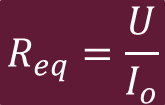 R_eq = U / I_o